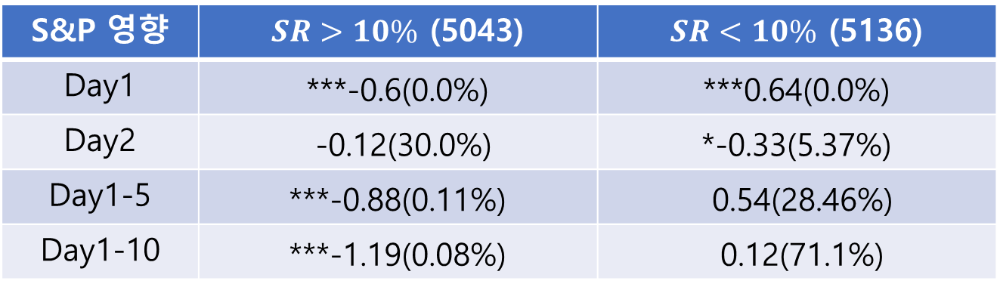 S&P 영향 SR > 10% (5043) SR < 10% (5136)
Day1 ***-0.6(0.0%) ***0.64(0.0%)
Day2 -0.12(30.0%) *-0.33(5.37%)
Day1-5 ***-0.88(0.11%) 0.54(28.46%)
Day1-10 ***-1.19(0.08%) 0.12(71.1%)